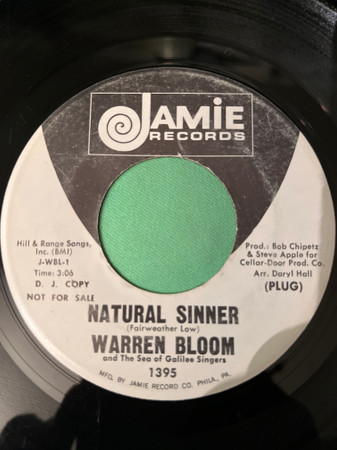 JAMIE
RECORDS
Hill & Range Songs,
Inc. (BMI)
J-WBL-1
Time: 3:06
D. J. COPY
NOT FOR SALE
Prod.: Bob Chipetz
& Steve Apple for
Cellar-Door Prod. Co.
Arr. Daryl Hall
(PLUG)
NATURAL SINNER
(Fairweather Low)
WARREN BLOOM
and The Sea of Galilee Singers
1395
MFG. BY JAMIE RECORD CO. PHILA., PA.